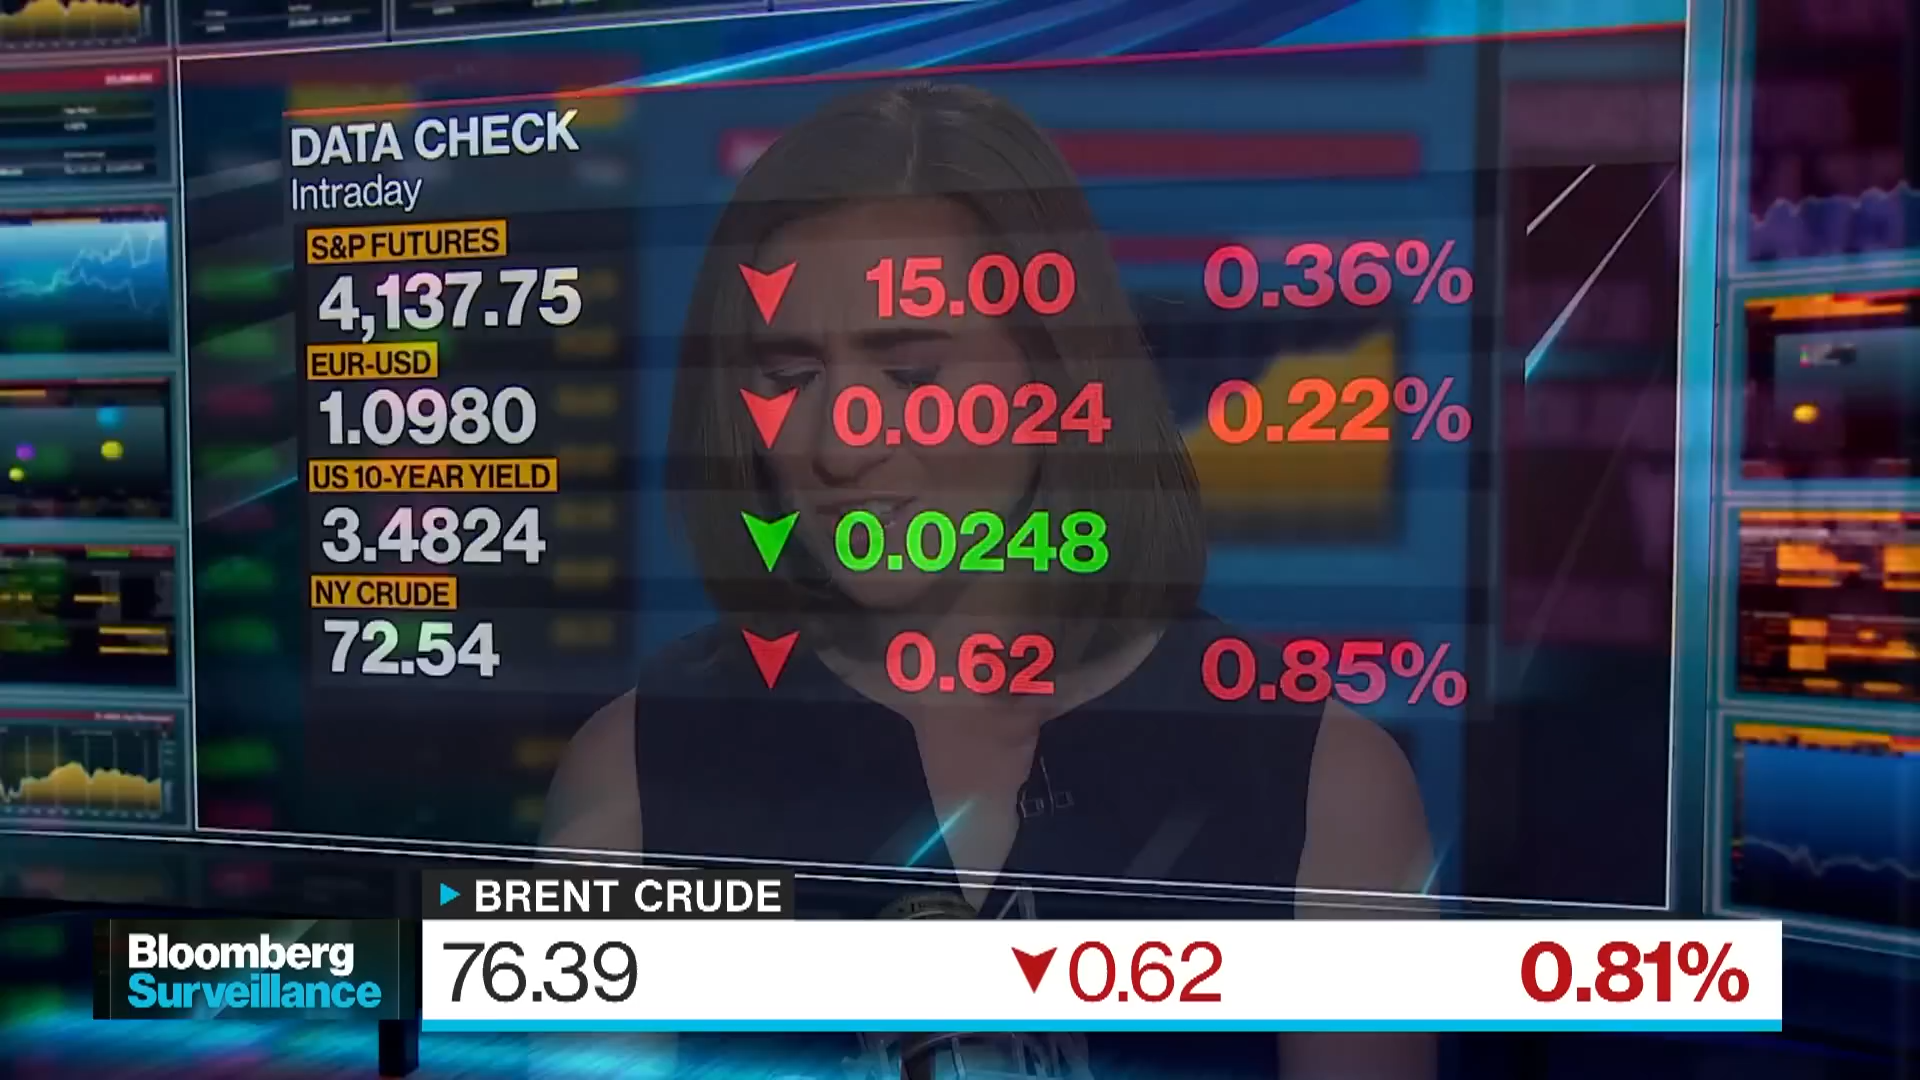 DATA CHECK
Intraday
S&P FUTURES
4,137.75 15.00 0.36%
EUR-USD
1.0980 0.0024 0.22%
US 10-YEAR YIELD
3.4824 0.0248
NY CRUDE
72.54 0.62 0.85%
BRENT CRUDE
76.39 0.62 0.81%
Bloomberg
Surveillance